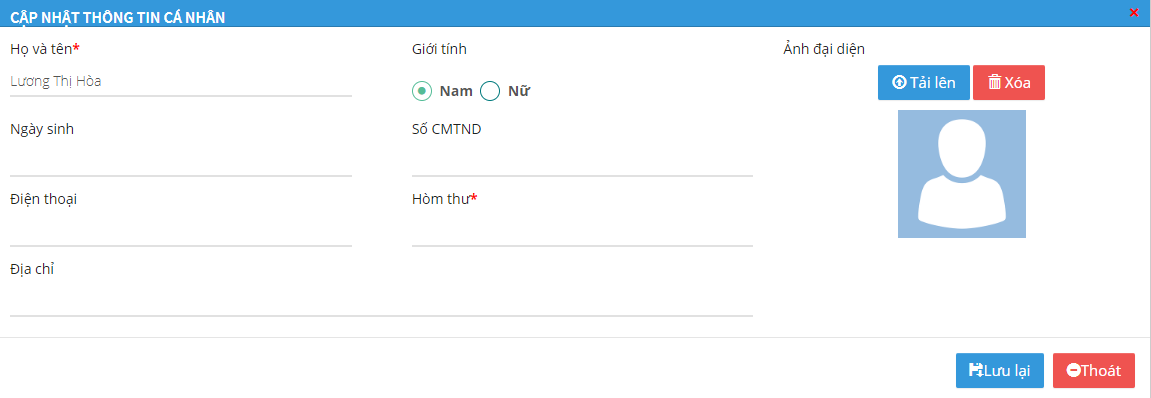 CẬP NHẬT THÔNG TIN CÁ NHÂN
Họ và tên* Giới tính Ảnh đại diện
Lương Thị Hòa Nam Nữ Tải lên Xóa
Ngày sinh Số CMTND
Điện thoại Hòm thư*
Địa chỉ
Lưu lại Thoát